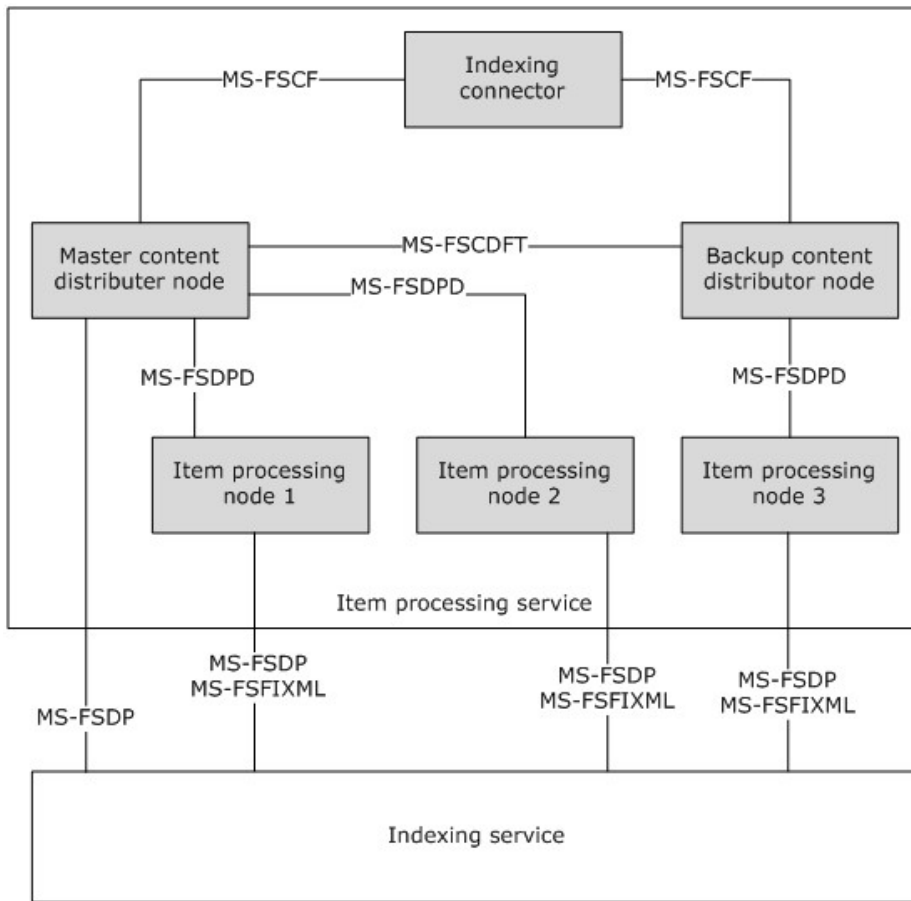 Indexing
connector
MS-FSCF
MS-FSCF
Master content
distributer node
MS-FSCDFT
Backup content
distributor node
MS-FSDPD
MS-FSDPD
MS-FSDPD
Item processing
node 1
Item processing
node 2
Item processing
node 3
Item processing service
MS-FSDP
MS-FSFIXML
MS-FSDP
MS-FSFIXML
MS-FSDP
MS-FSFIXML
MS-FSDP
Indexing service